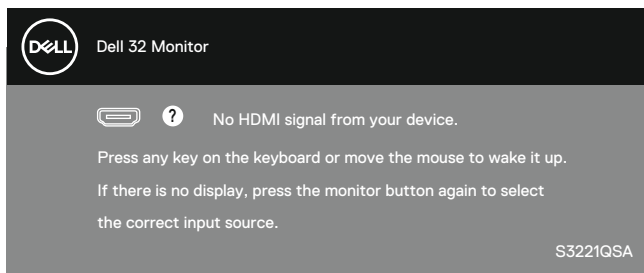 DELL
Dell 32 Monitor
? No HDMI signal from your device.
Press any key on the keyboard or move the mouse to wake it up.
If there is no display, press the monitor button again to select
the correct input source.
S3221QSA